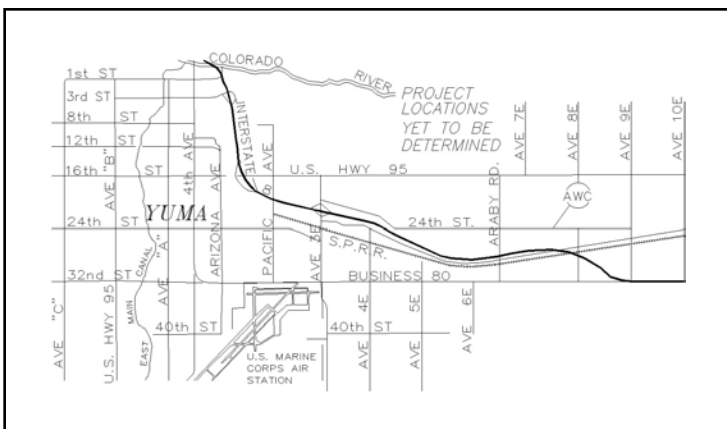 COLORADO
RIVER
1st ST
3rd ST
8th ST
12th ST
16th ST
24th ST
32nd ST
40th ST
PROJECT
LOCATIONS
YET TO BE
DETERMINED
INTERSTATE 8
U.S. HWY 95
AVE 7E
AVE 8E
AVE 9E
AVE 10E
AVE "B"
4th AVE
ARIZONA AVE
PACIFIC AVE
AVE 3E
ARABY RD.
AWC
YUMA
24th ST.
S.P.R.R.
BUSINESS 80
AVE "C"
U.S. HWY 95
EAST MAIN CANAL
AVE "A"
U.S. MARINE
CORPS AIR
STATION
AVE 4E
AVE 5E
AVE 6E
40th ST